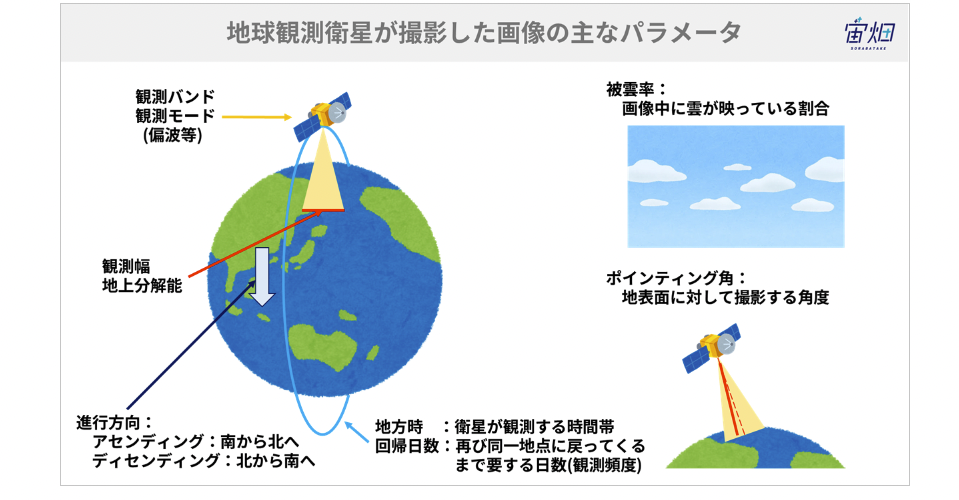 地球観測衛星が撮影した画像の主なパラメータ
宙畑
SORABATAKE
観測バンド
観測モード
(偏波等)
観測幅
地上分解能
進行方向：
アセンディング：南から北へ
ディセンディング：北から南へ
地方時　：衛星が観測する時間帯
回帰日数：再び同一地点に戻ってくる
まで要する日数(観測頻度)
被雲率：
画像中に雲が映っている割合
ポインティング角：
地表面に対して撮影する角度